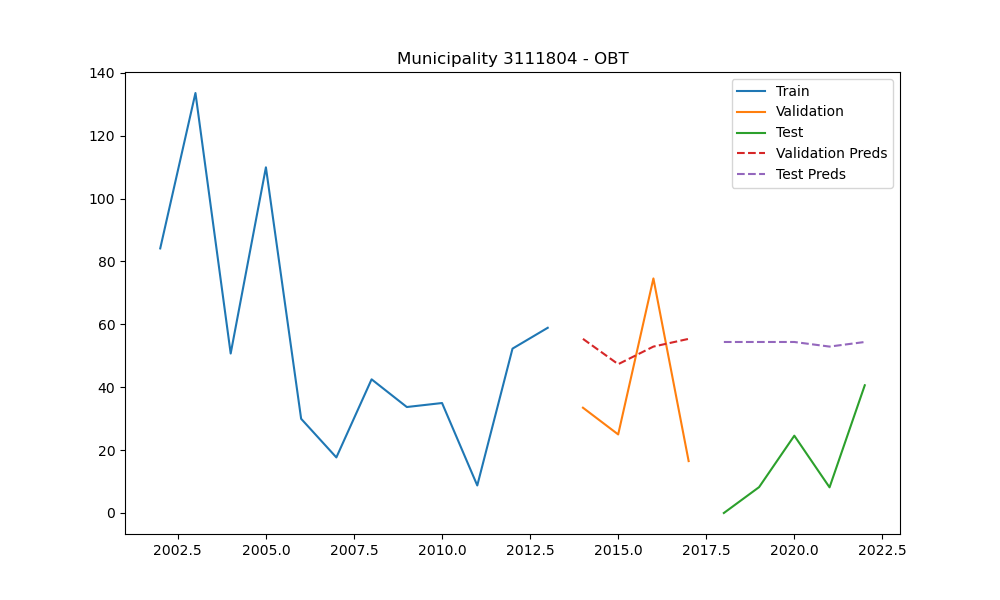 Municipality 3111804 - OBT
140
120
100
80
60
40
20
0
2002.5 2005.0 2007.5 2010.0 2012.5 2015.0 2017.5 2020.0 2022.5
Train
Validation
Test
Validation Preds
Test Preds